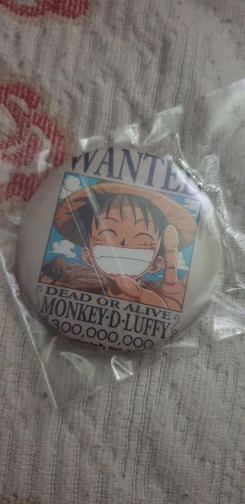 WANTED
DEAD OR ALIVE
MONKEY·D·LUFFY
300,000,000